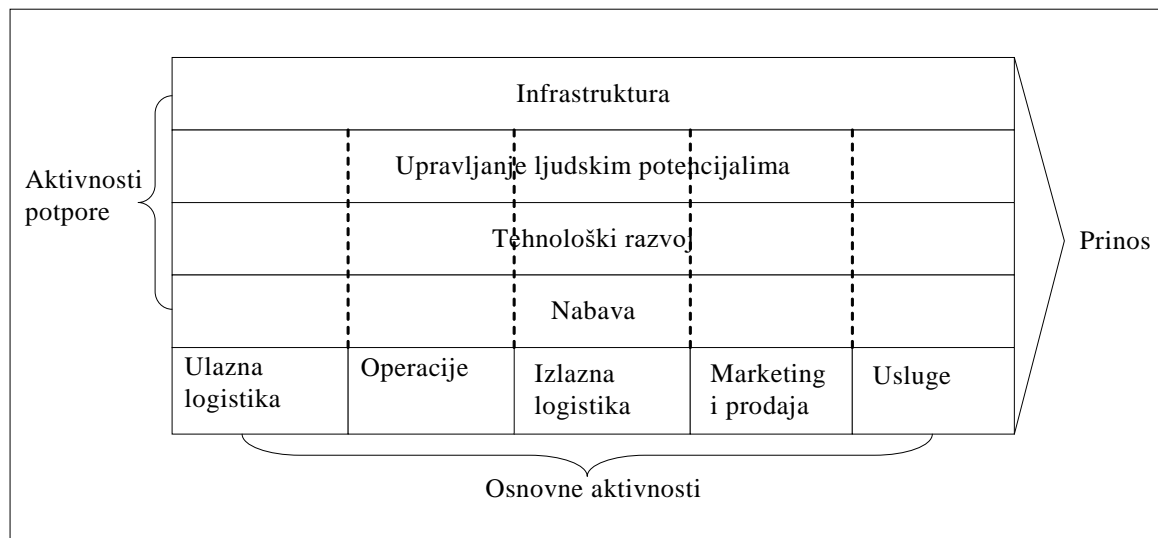 Infrastruktura
Upravljanje ljudskim potencijalima
Aktivnosti
potpore
Tehnološki razvoj
Prinos
Nabava
Ulazna
logistika
Operacije
Izlazna
logistika
Marketing
i prodaja
Usluge
Osnovne aktivnosti